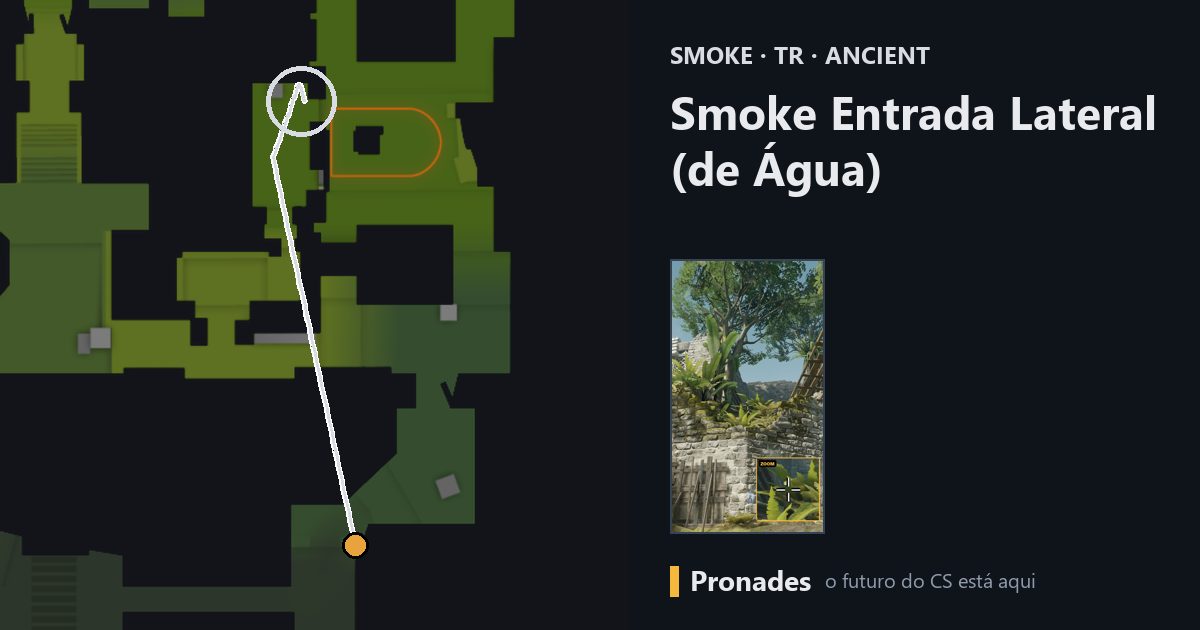 SMOKE · TR · ANCIENT
Smoke Entrada Lateral
(de Água)
ZOOM
Pronades o futuro do CS está aqui